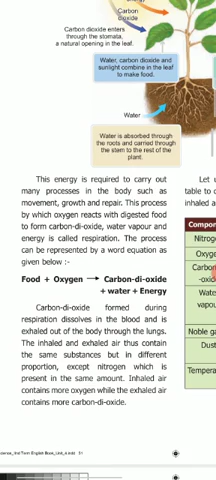 Energy
Carbon
dioxide
Carbon dioxide enters
through the stomata,
a natural opening in the leaf.
Water, carbon dioxide and
sunlight combine in the leaf
to make food.
Water
Water is absorbed through
the roots and carried through
the stem to the rest of the
plant.
This energy is required to carry out
many processes in the body such as
movement, growth and repair. This process
by which oxygen reacts with digested food
to form carbon-di-oxide, water vapour and
energy is called respiration. The process
can be represented by a word equation as
given below :-
Food + Oxygen ⟶ Carbon-di-oxide
+ water + Energy
Carbon-di-oxide formed during
respiration dissolves in the blood and is
exhaled out of the body through the lungs.
The inhaled and exhaled air thus contain
the same substances but in different
proportion, except nitrogen which is
present in the same amount. Inhaled air
contains more oxygen while the exhaled air
contains more carbon-di-oxide.
Let u
table to c
inhaled a
Compon
Nitroge
Oxyge
Carbon
-oxid
Wate
vapou
Noble ga
Dust
Tempera